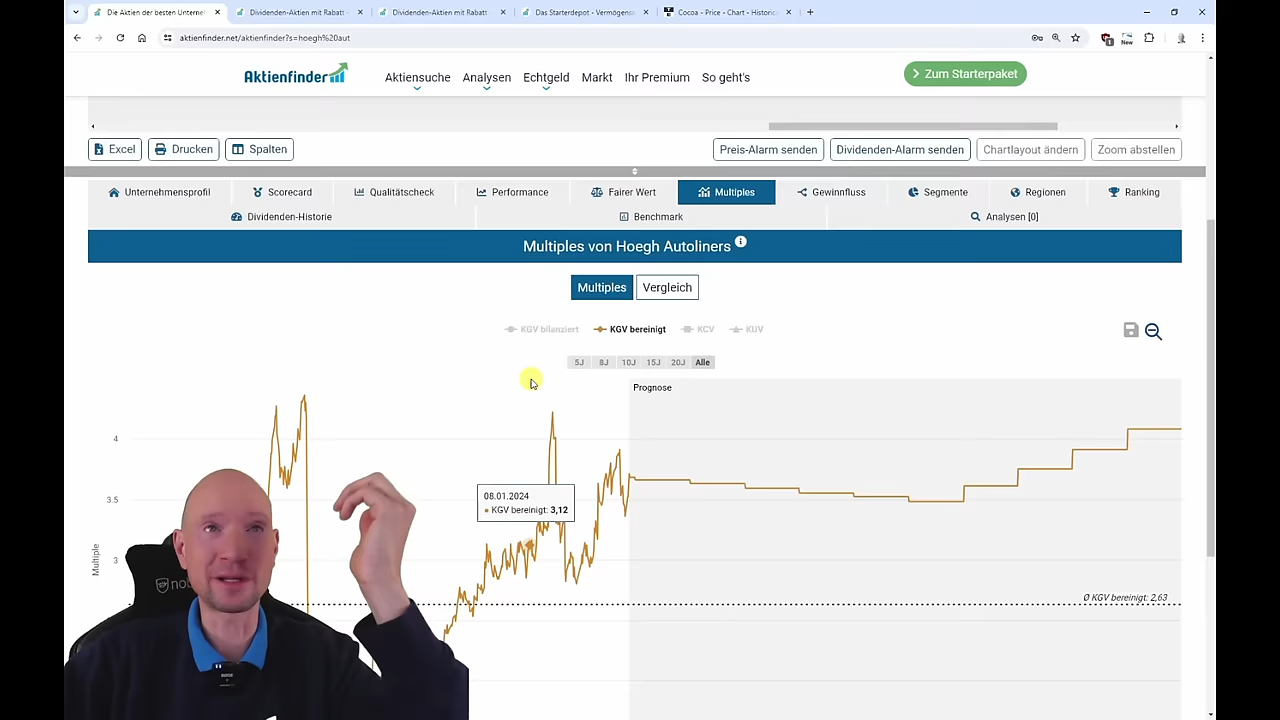 Die Aktien der besten Unterne
Dividenden-Aktien mit Rabatt -
Dividenden-Aktien mit Rabatt
Das Starterdepot - Vermögens
Cocoa - Price - Chart - Historica
aktienfinder.net/aktienfinder?s=hoegh%20aut
New
Aktienfinder
Aktiensuche
Analysen
Echtgeld
Markt
Ihr Premium
So geht's
Zum Starterpaket
Excel
Drucken
Spalten
Preis-Alarm senden
Dividenden-Alarm senden
Chartlayout ändern
Zoom abstellen
Unternehmensprofil
Scorecard
Qualitätscheck
Performance
Fairer Wert
Multiples
Gewinnfluss
Segmente
Regionen
Ranking
Dividenden-Historie
Benchmark
Analysen [0]
Multiples von Hoegh Autoliners
Multiples
Vergleich
KGV bilanziert
KGV bereinigt
KCV
KUV
5J
8J
10J
15J
20J
Alle
Prognose
4
3.5
3
Multiple
08.01.2024
KGV bereinigt: 3,12
Ø KGV bereinigt: 2,63